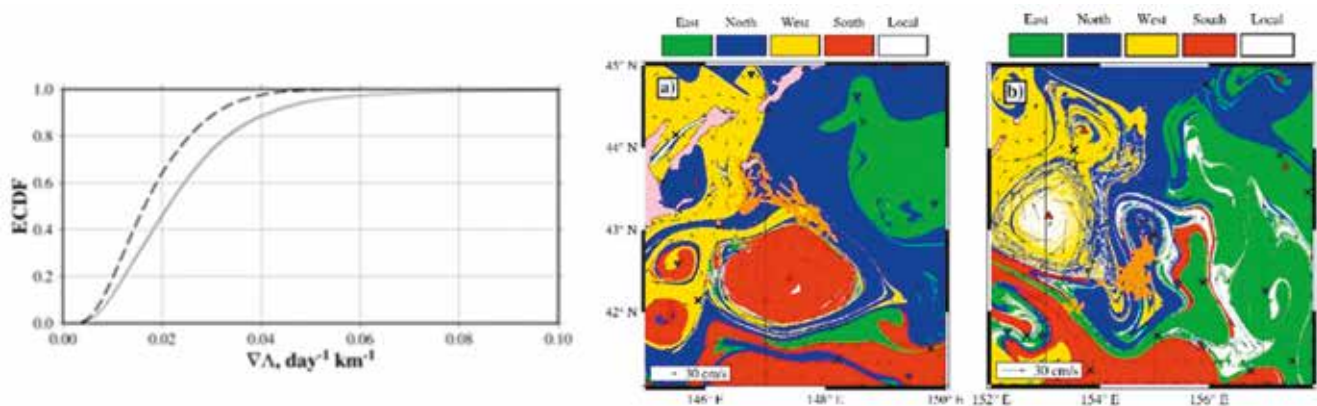 1.0
0.8
0.6
0.4
0.2
0.0
ECDF
0.00 0.02 0.04 0.06 0.08 0.10
∇Λ, day⁻¹ km⁻¹
East North West South Local
a)
45° N
44° N
43° N
42° N
30 cm/s
146° E 148° E 150° E
East North West South Local
b)
30 cm/s
152° E 154° E 156° E